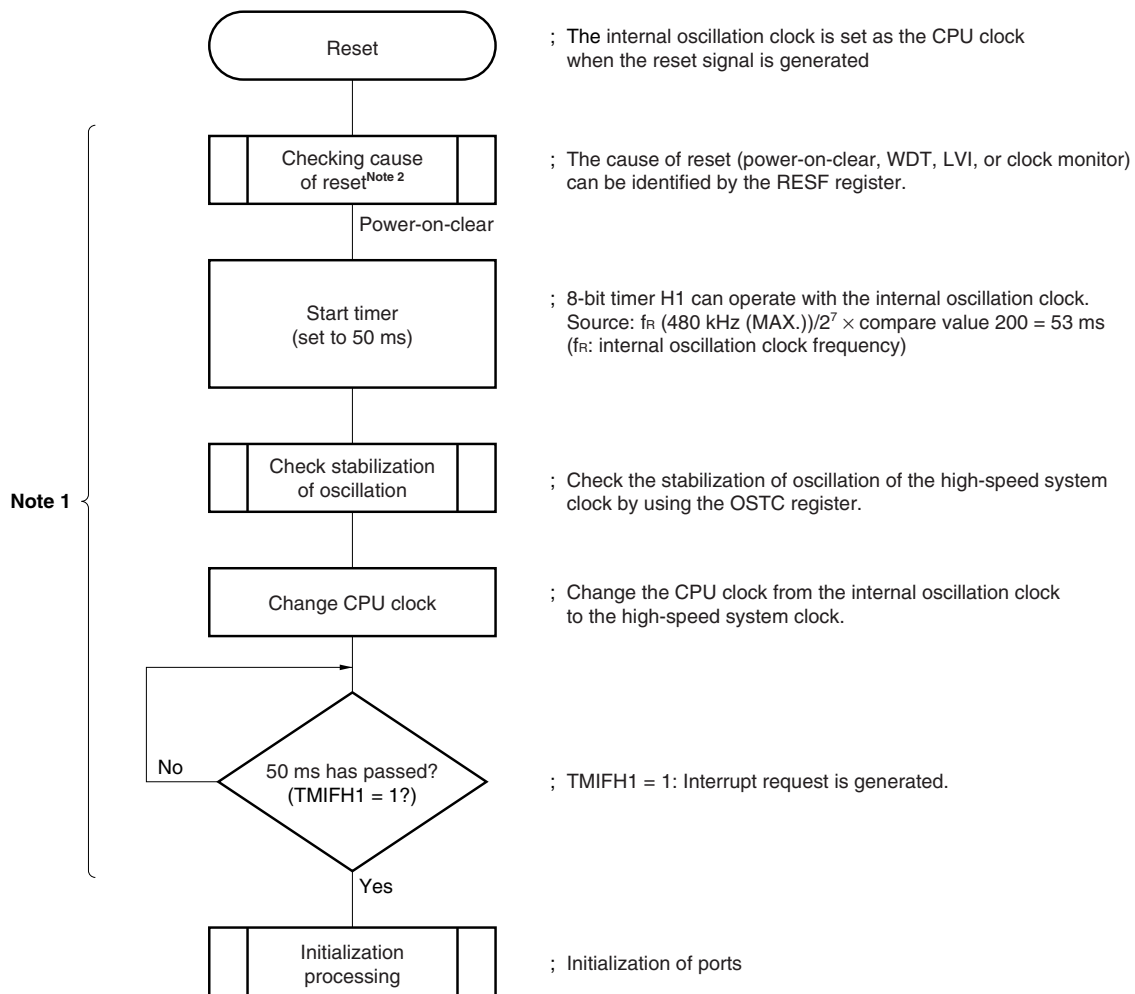 Reset
; The internal oscillation clock is set as the CPU clock
when the reset signal is generated
Note 1
Checking cause
of reset^Note 2
; The cause of reset (power-on-clear, WDT, LVI, or clock monitor)
can be identified by the RESF register.
Power-on-clear
Start timer
(set to 50 ms)
; 8-bit timer H1 can operate with the internal oscillation clock.
Source: fR (480 kHz (MAX.))/2^7 × compare value 200 = 53 ms
(fR: internal oscillation clock frequency)
Check stabilization
of oscillation
; Check the stabilization of oscillation of the high-speed system
clock by using the OSTC register.
Change CPU clock
; Change the CPU clock from the internal oscillation clock
to the high-speed system clock.
No
50 ms has passed?
(TMIFH1 = 1?)
; TMIFH1 = 1: Interrupt request is generated.
Yes
Initialization
processing
; Initialization of ports